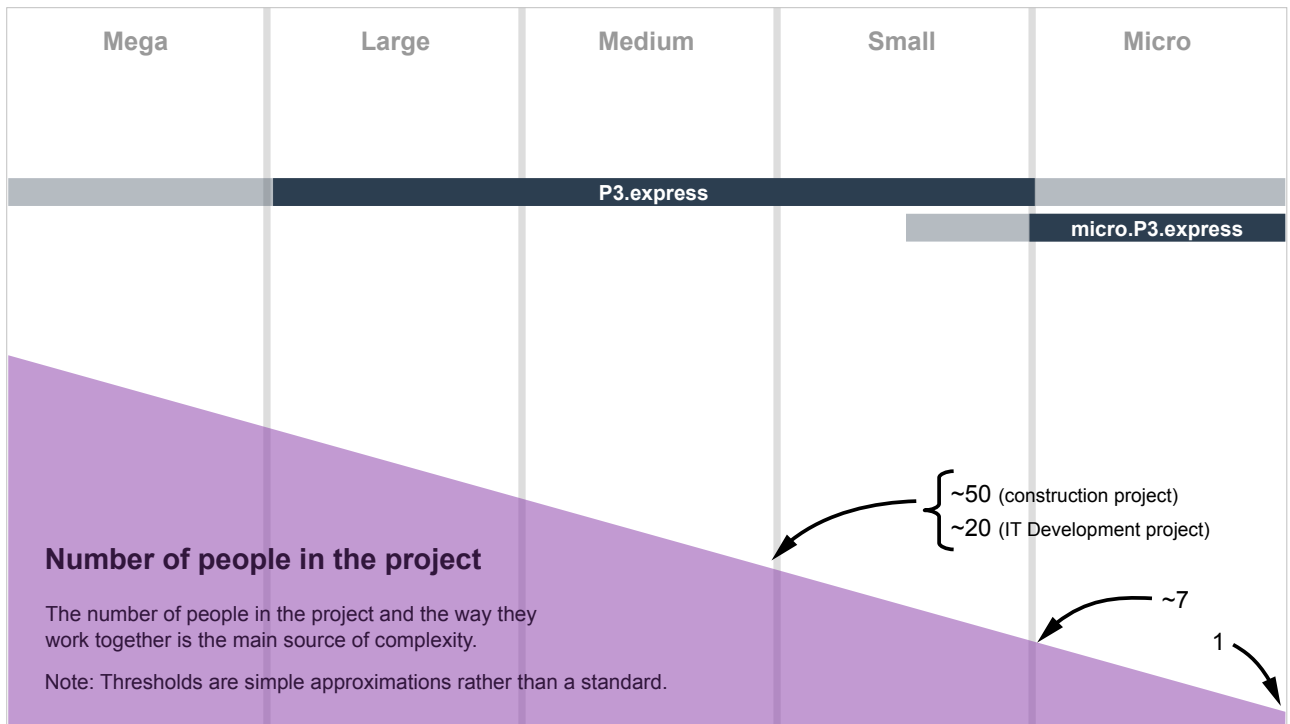 Mega Large Medium Small Micro
P3.express
micro.P3.express
~50 (construction project)
~20 (IT Development project)
Number of people in the project
~7
The number of people in the project and the way they
work together is the main source of complexity.
1
Note: Thresholds are simple approximations rather than a standard.